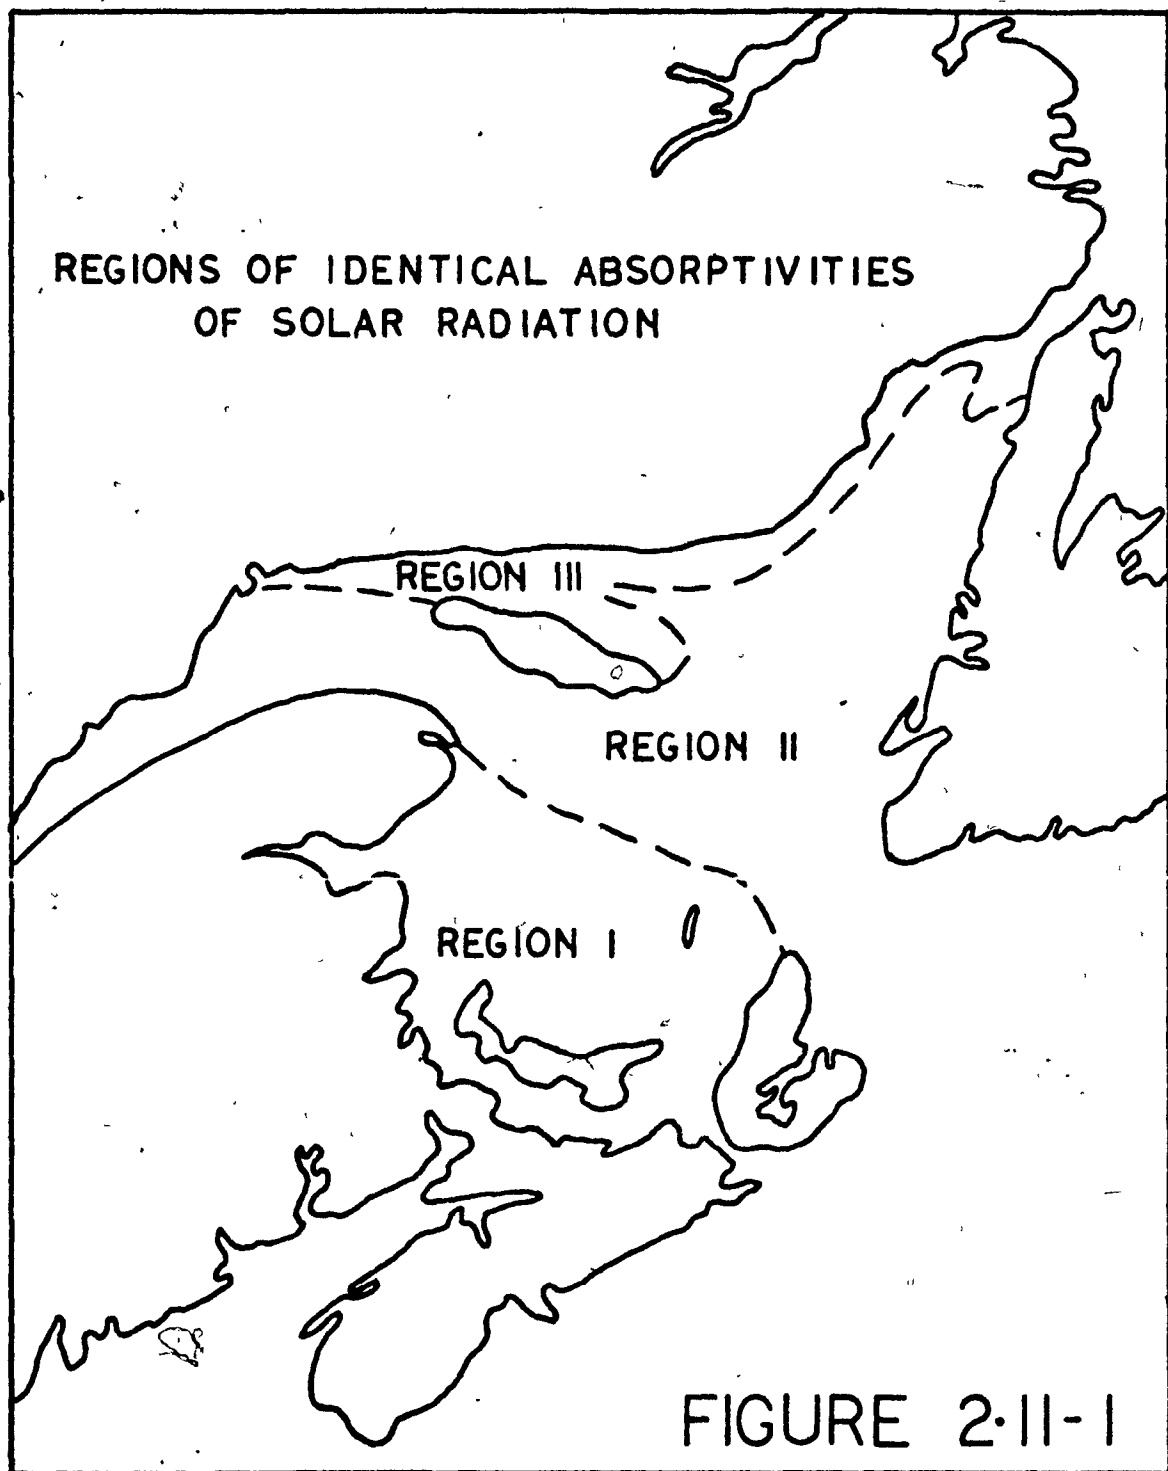 REGIONS OF IDENTICAL ABSORPTIVITIES
OF SOLAR RADIATION
REGION III
REGION II
REGION I
FIGURE 2·11-1